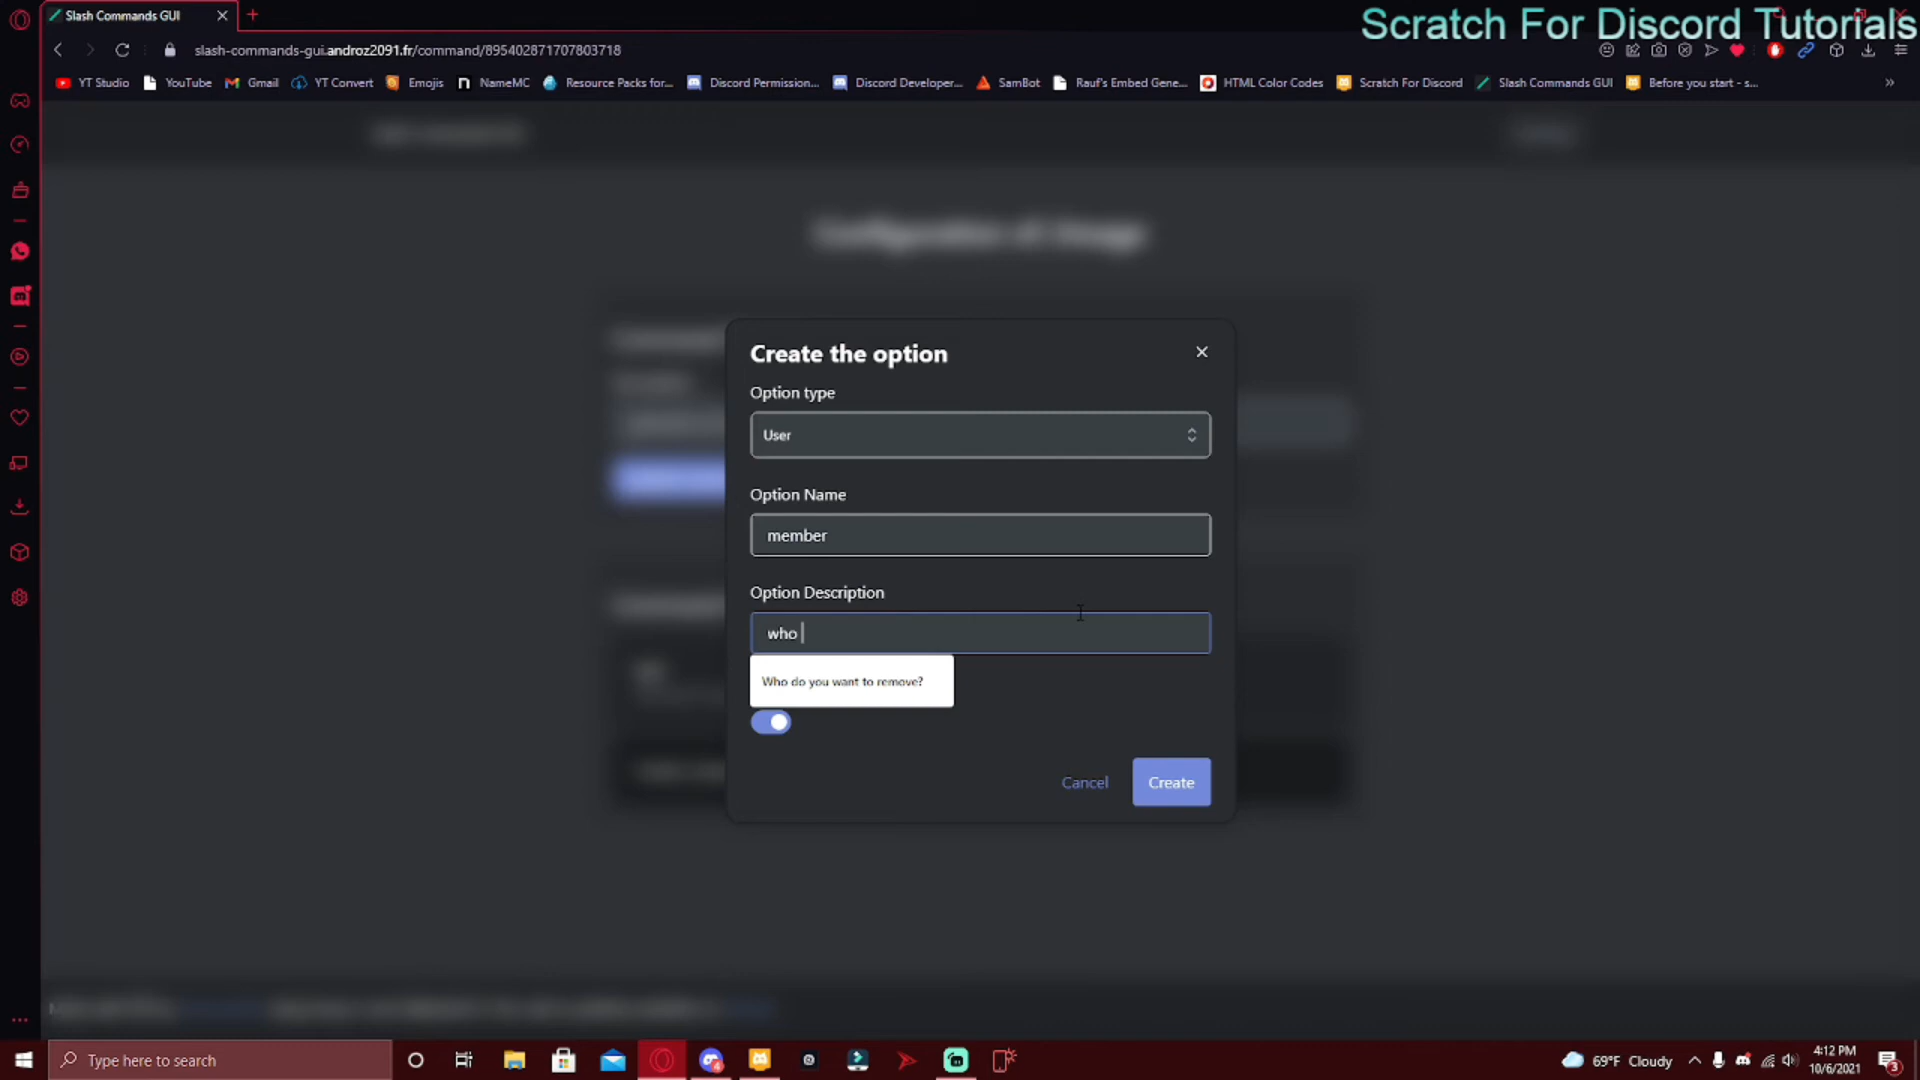 Slash Commands GUI
Scratch For Discord Tutorials
slash-commands-gui.androz2091.fr/command/895402871707803718
YT Studio
YouTube
Gmail
YT Convert
Emojis
NameMC
Resource Packs for...
Discord Permission...
Discord Developer...
SamBot
Rauf's Embed Gene...
HTML Color Codes
Scratch For Discord
Slash Commands GUI
Before you start - s...
Create the option
Option type
User
Option Name
member
Option Description
who
Who do you want to remove?
Cancel
Create
Type here to search
69°F Cloudy
4:12 PM
10/6/2021
3